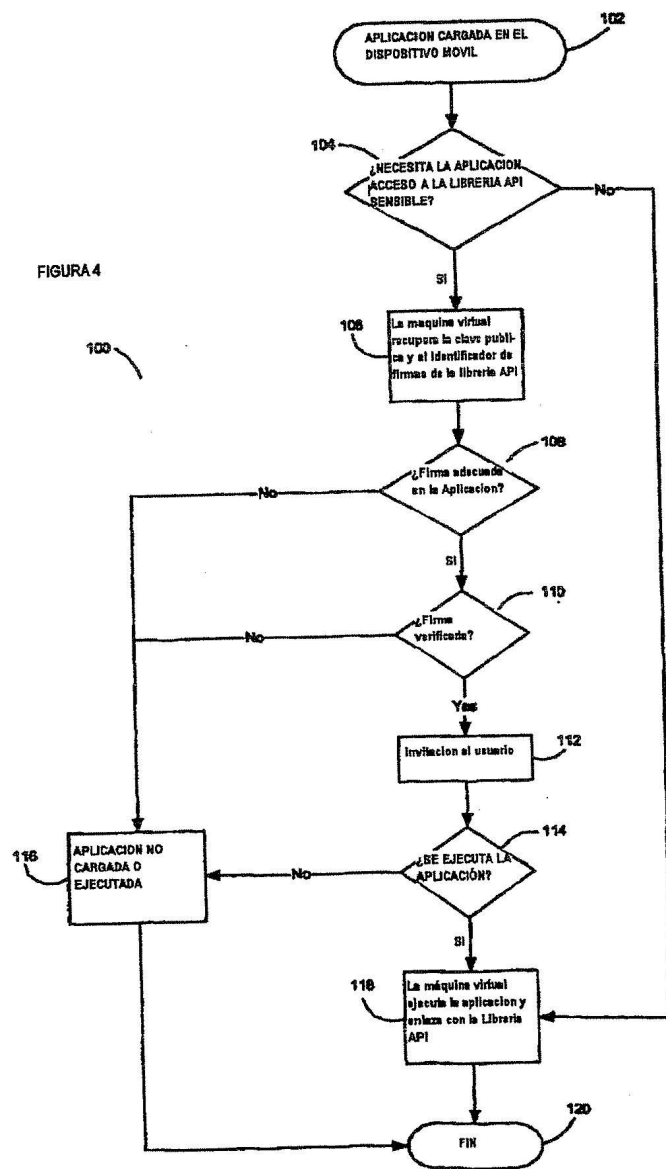 102
APLICACION CARGADA EN EL
DISPOSITIVO MOVIL
104
¿NECESITA LA APLICACION
ACCESO A LA LIBRERIA API
SENSIBLE?
No
FIGURA 4
SI
100
106
La maquina virtual
recupera la clave publi-
ca y el identificador de
firmas de la libreria API
108
¿Firma adecuada
en la Aplicacion?
No
SI
110
¿Firma
verificada?
No
Yes
Invitacion al usuario
112
114
¿SE EJECUTA LA
APLICACIÓN?
116
APLICACION NO
CARGADA O
EJECUTADA
No
SI
118
La máquina virtual
ejecuta la aplicacion y
enlaza con la Libreria
API
120
FIN